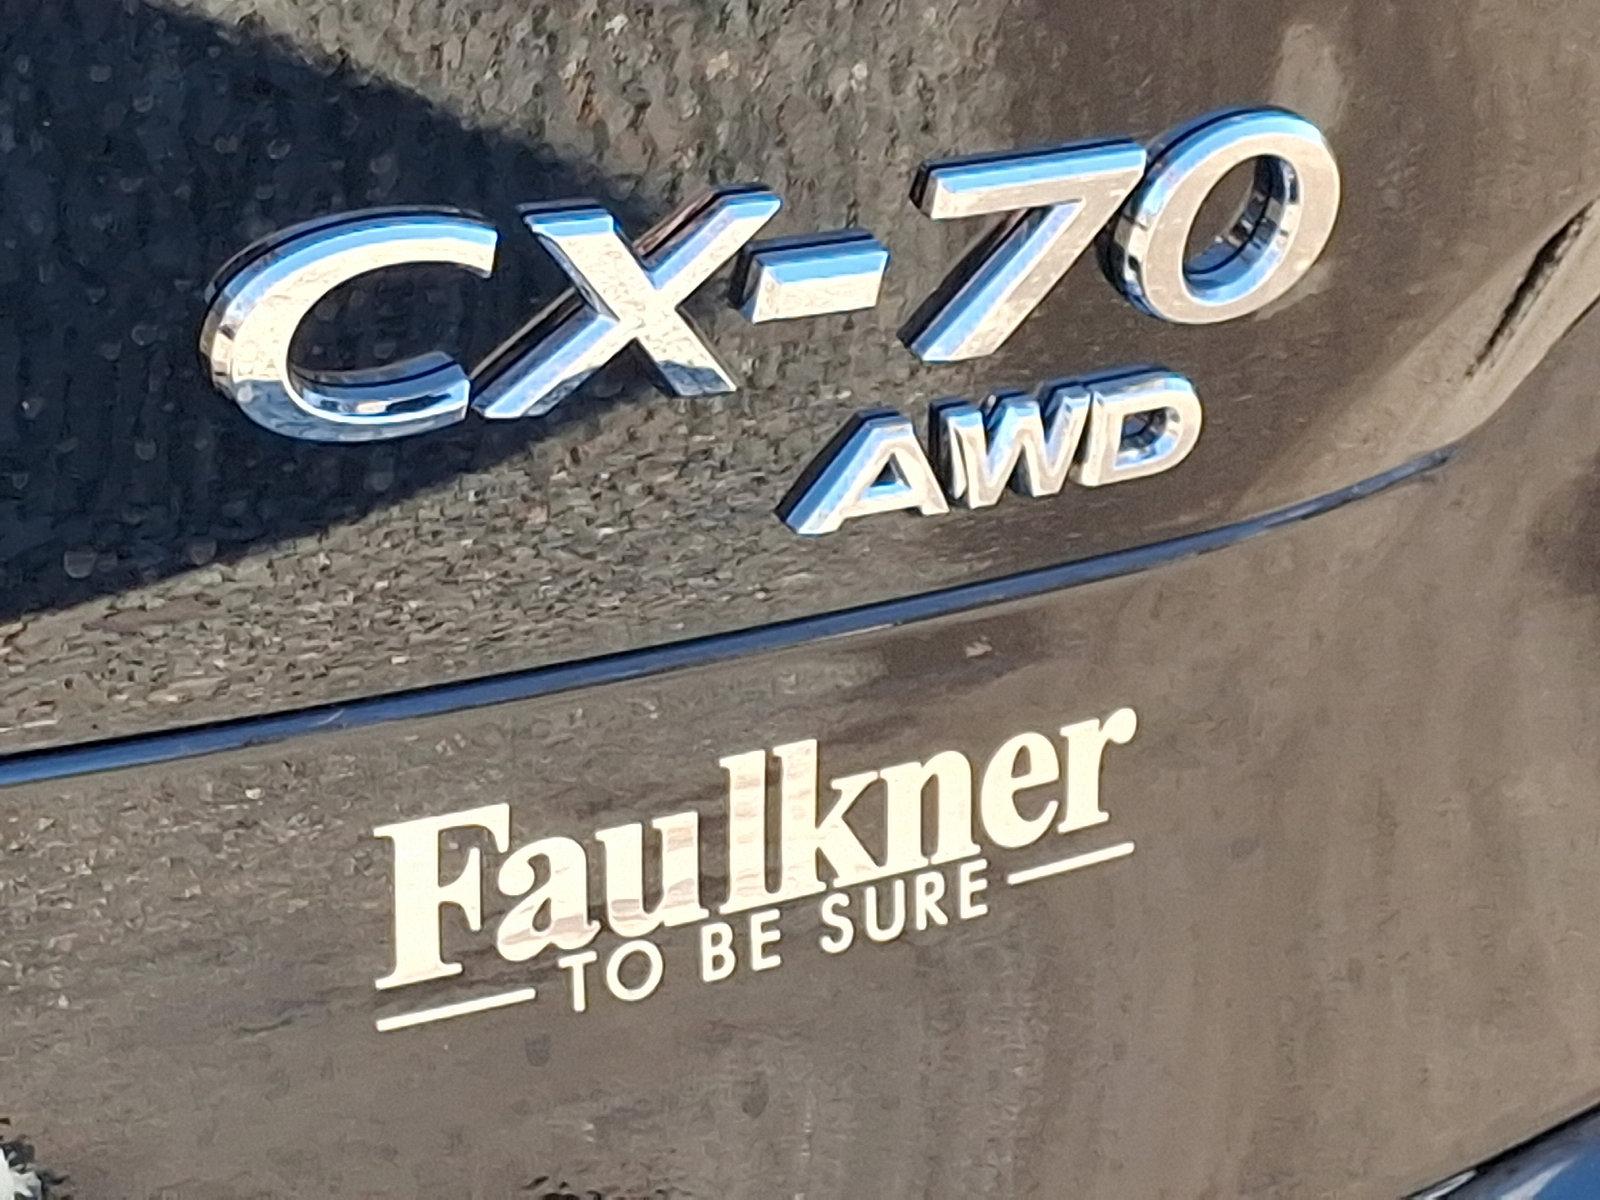 CX-70
AWD
Faulkner
TO BE SURE